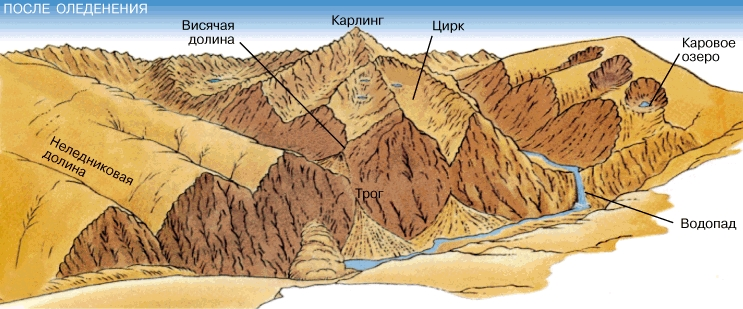 ПОСЛЕ ОЛЕДЕНЕНИЯ
Висячая
долина
Карлинг
Цирк
Каровое
озеро
Неледниковая
долина
Трог
Водопад